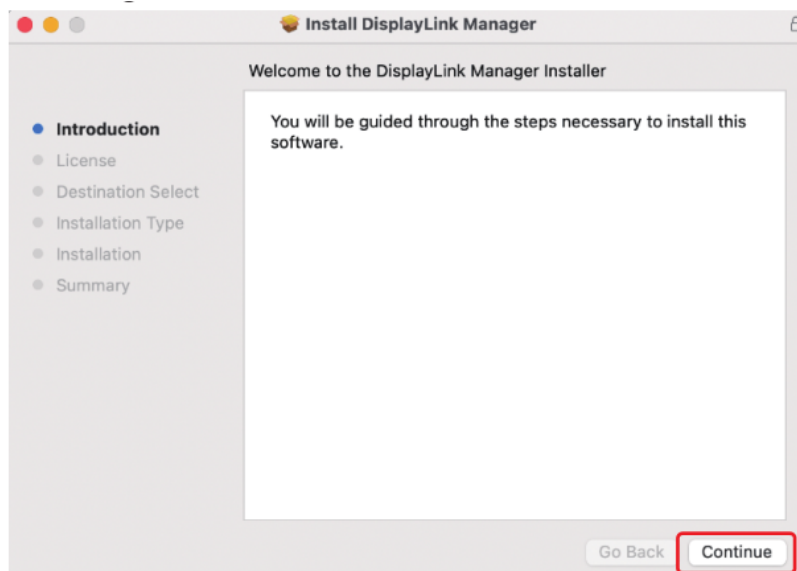 Install DisplayLink Manager
Welcome to the DisplayLink Manager Installer
Introduction
License
Destination Select
Installation Type
Installation
Summary
You will be guided through the steps necessary to install this
software.
Go Back
Continue